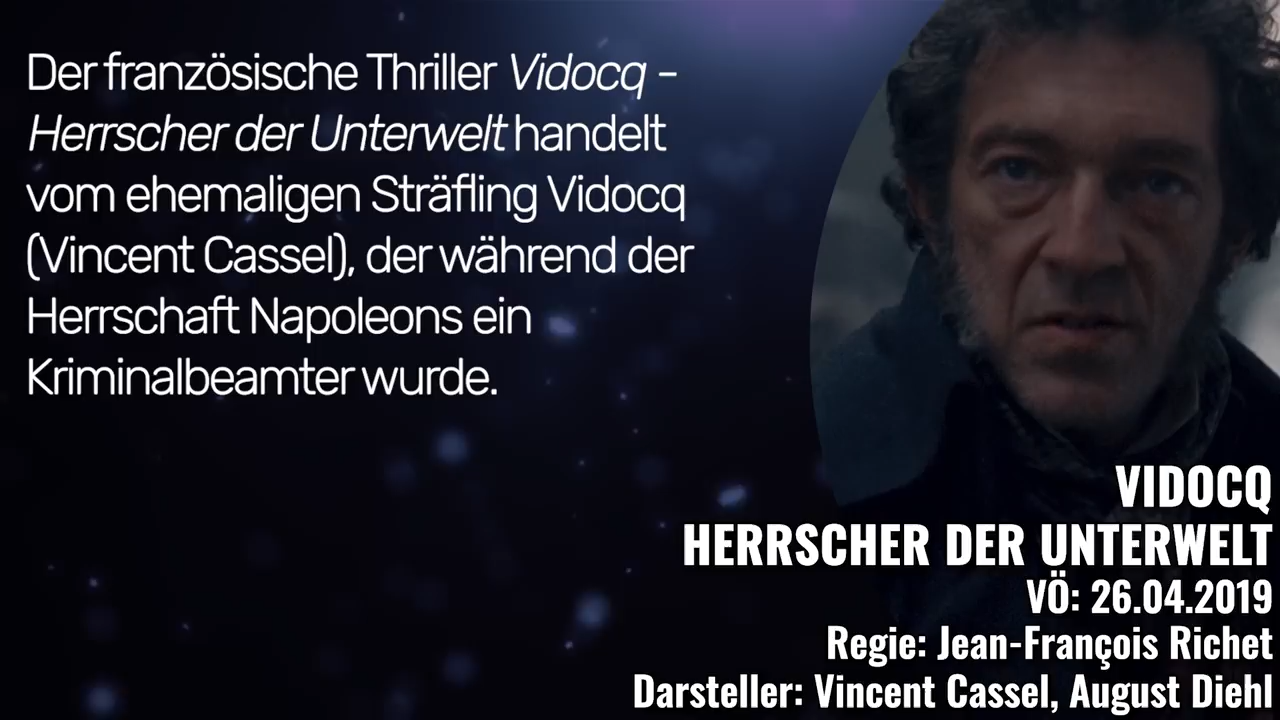 Der französische Thriller Vidocq -
Herrscher der Unterwelt handelt
vom ehemaligen Sträfling Vidocq
(Vincent Cassel), der während der
Herrschaft Napoleons ein
Kriminalbeamter wurde.
VIDOCQ
HERRSCHER DER UNTERWELT
VÖ: 26.04.2019
Regie: Jean-François Richet
Darsteller: Vincent Cassel, August Diehl